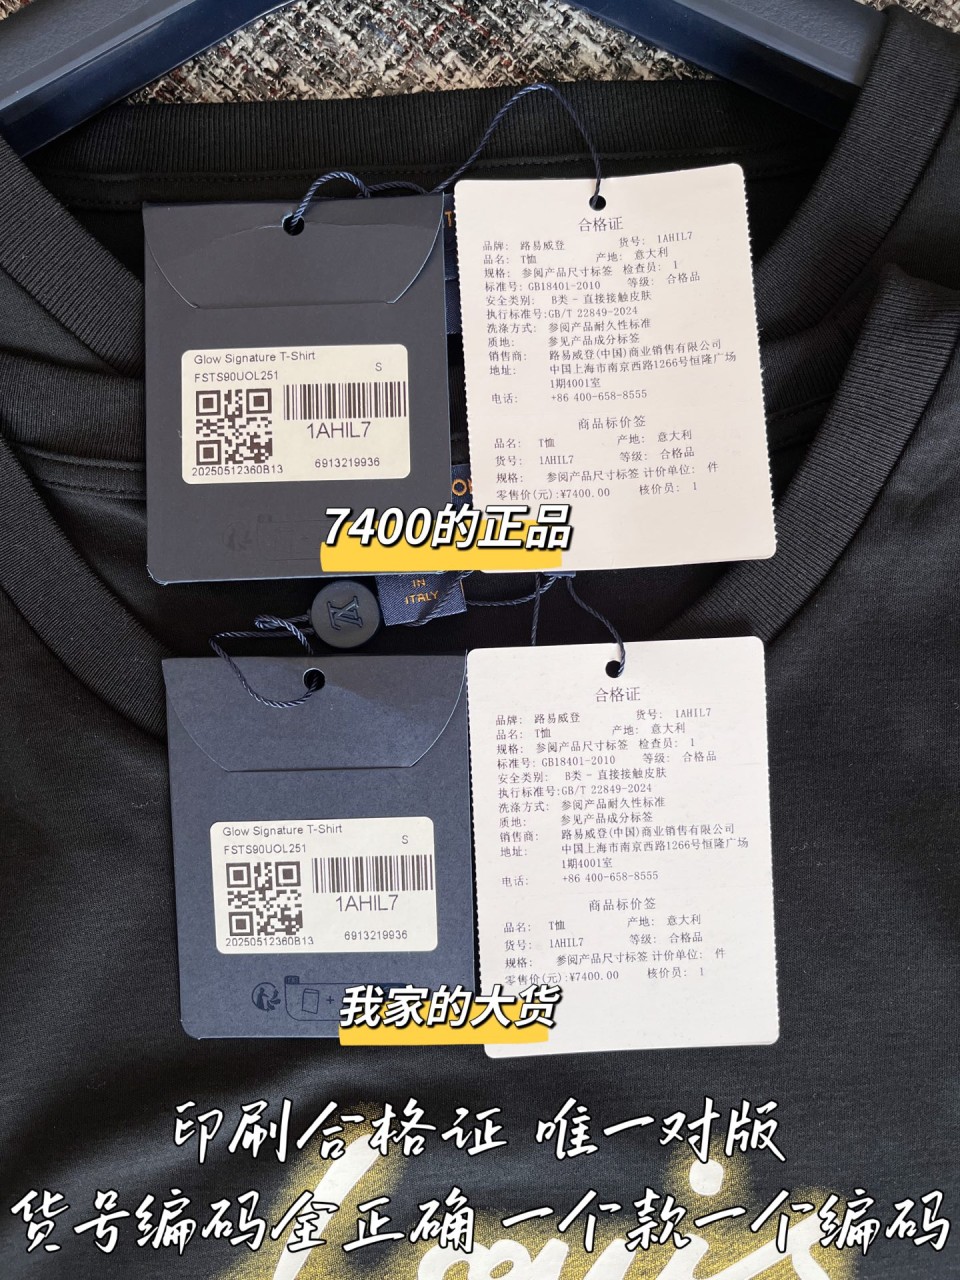 Glow Signature T-Shirt
FSTS90UOL251
S
1AHIL7
20250512360B13
6913219936
合格证
品牌: 路易威登 货号: 1AHIL7
品名: T恤 产地: 意大利
规格: 参阅产品尺寸标签 检查员: 1
标准号: GB18401-2010 等级: 合格品
安全类别: B类 - 直接接触皮肤
执行标准号:GB/T 22849-2024
洗涤方式: 参阅产品耐久性标准
质地: 参见产品成分标签
销售商: 路易威登(中国)商业销售有限公司
地址: 中国上海市南京西路1266号恒隆广场
1期4001室
电话: +86 400-658-8555
商品标价签
品名: T恤 产地: 意大利
货号: 1AHIL7 等级: 合格品
规格: 参阅产品尺寸标签 计价单位: 件
零售价(元):¥7400.00 核价员: 1
7400的正品
IN
ITALY
Glow Signature T-Shirt
FSTS90UOL251
S
1AHIL7
20250512360B13
6913219936
合格证
品牌: 路易威登 货号: 1AHIL7
品名: T恤 产地: 意大利
规格: 参阅产品尺寸标签 检查员: 1
标准号: GB18401-2010 等级: 合格品
安全类别: B类 - 直接接触皮肤
执行标准号:GB/T 22849-2024
洗涤方式: 参阅产品耐久性标准
质地: 参见产品成分标签
销售商: 路易威登(中国)商业销售有限公司
地址: 中国上海市南京西路1266号恒隆广场
1期4001室
电话: +86 400-658-8555
商品标价签
品名: T恤 产地: 意大利
货号: 1AHIL7 等级: 合格品
规格: 参阅产品尺寸标签 计价单位: 件
零售价(元):¥7400.00 核价员: 1
我家的大货
印刷合格证 唯一对版
货号编码全正确 一个款一个编码
Louis